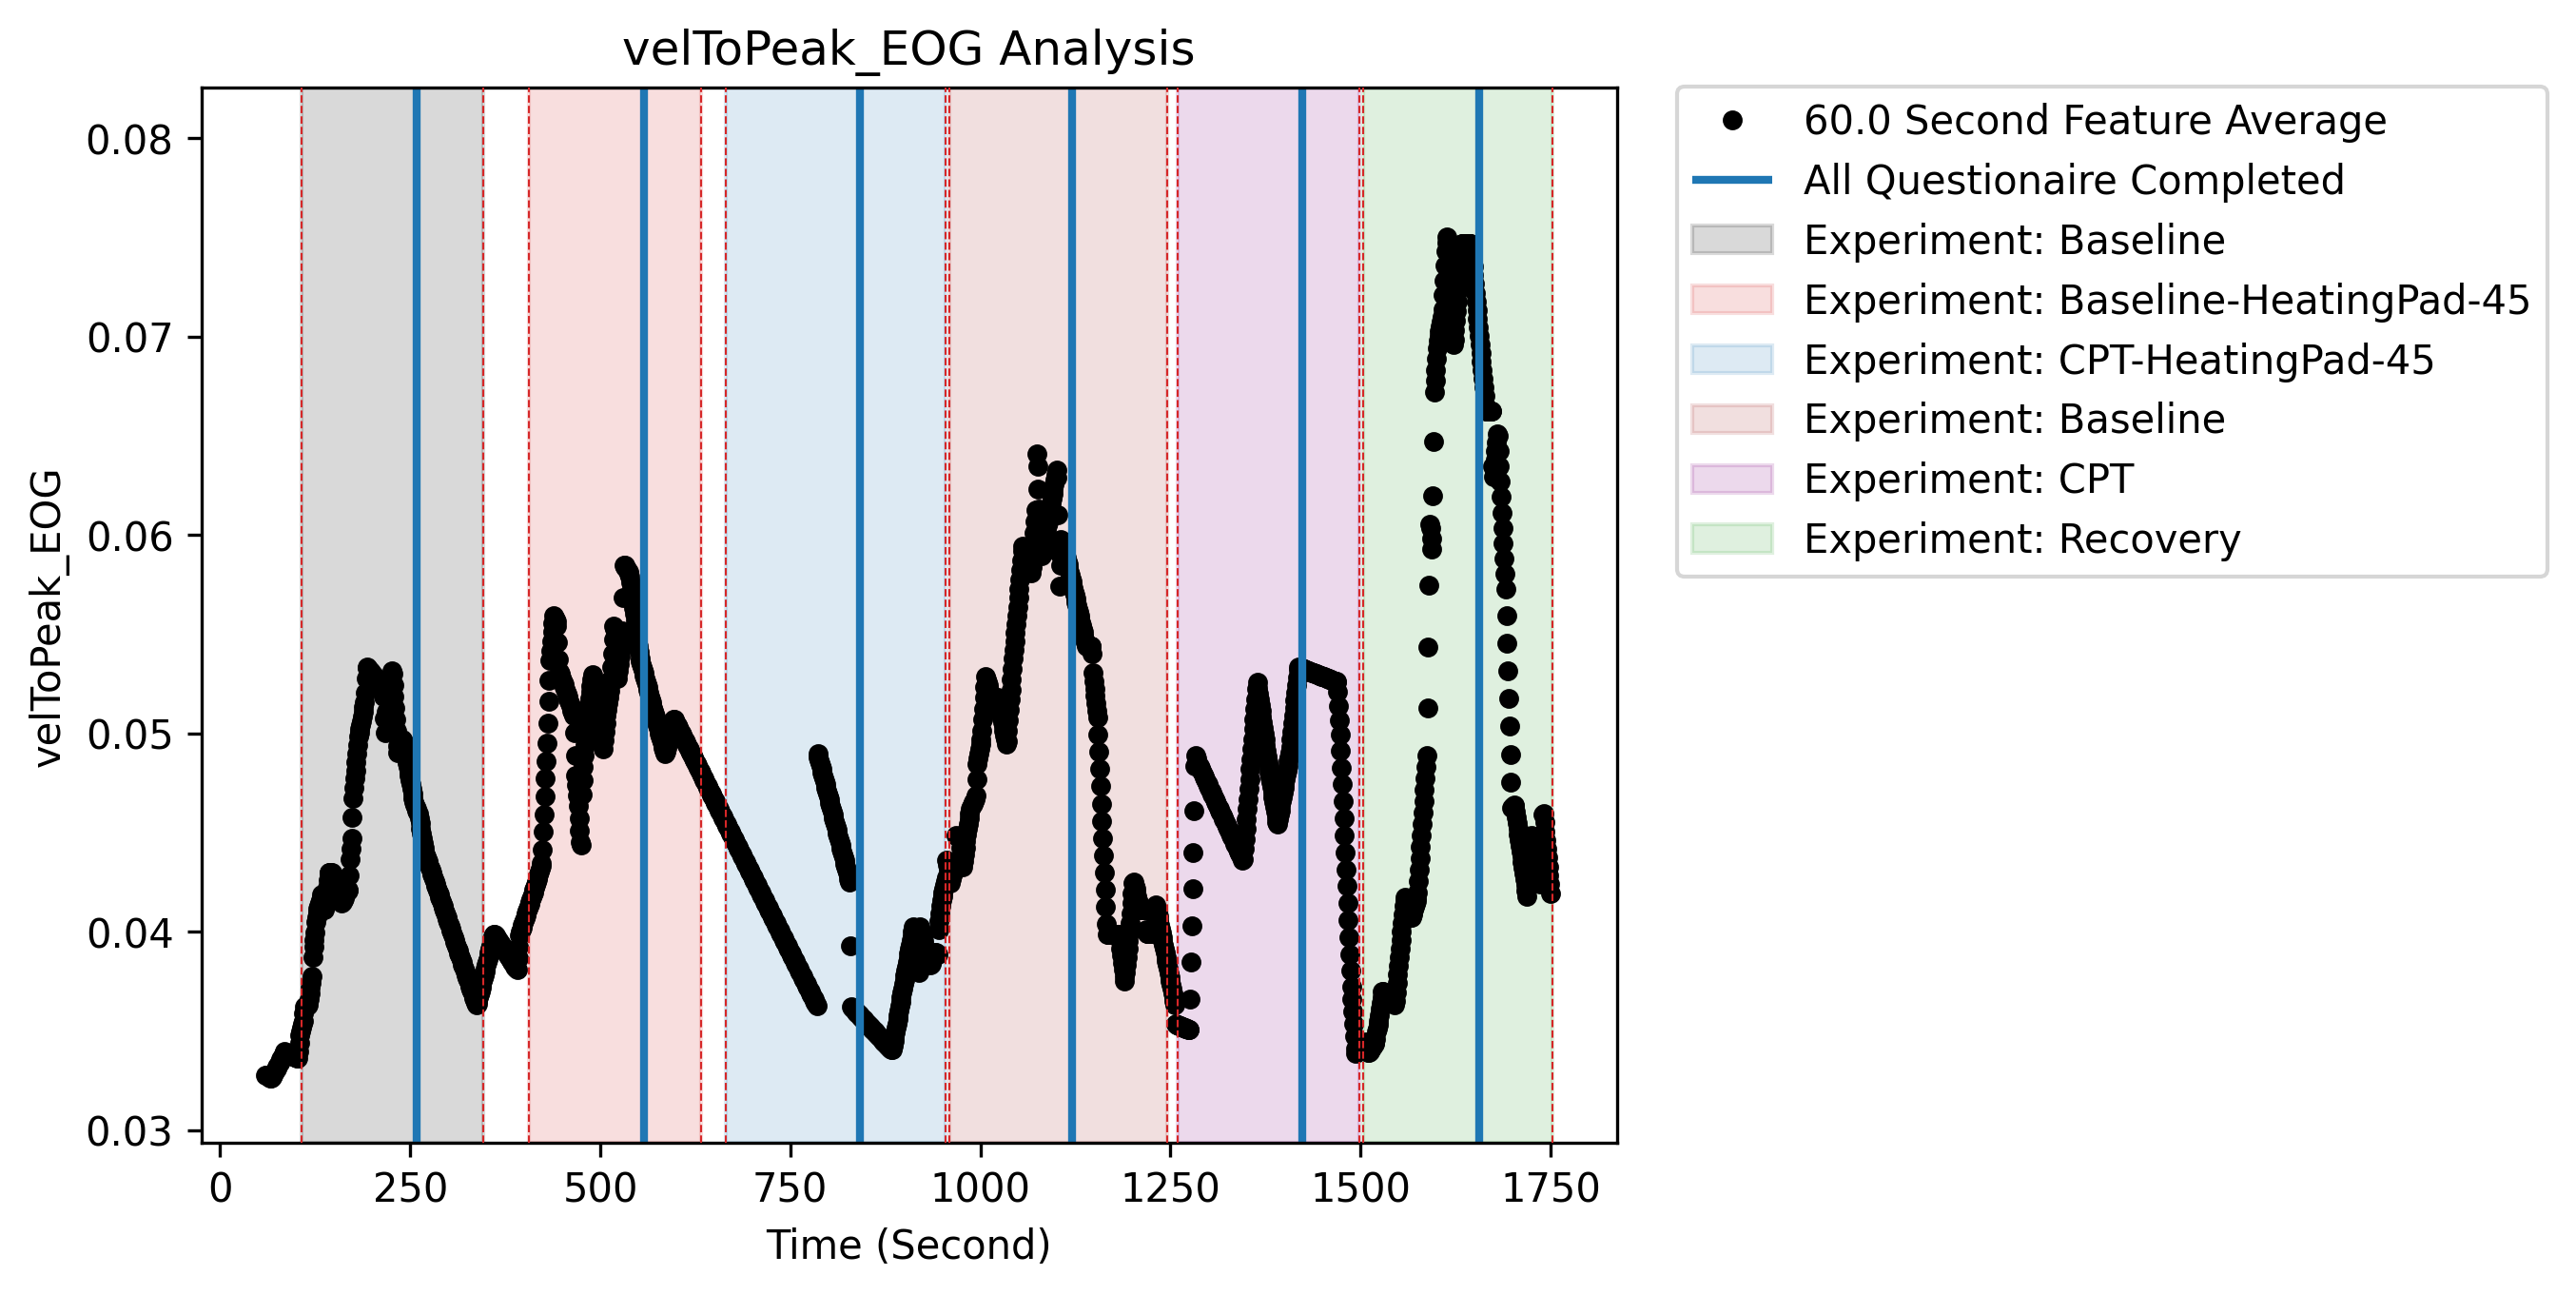 velToPeak_EOG Analysis
0.08
0.07
0.06
0.05
0.04
0.03
velToPeak_EOG
0 250 500 750 1000 1250 1500 1750
Time (Second)
60.0 Second Feature Average
All Questionaire Completed
Experiment: Baseline
Experiment: Baseline-HeatingPad-45
Experiment: CPT-HeatingPad-45
Experiment: Baseline
Experiment: CPT
Experiment: Recovery